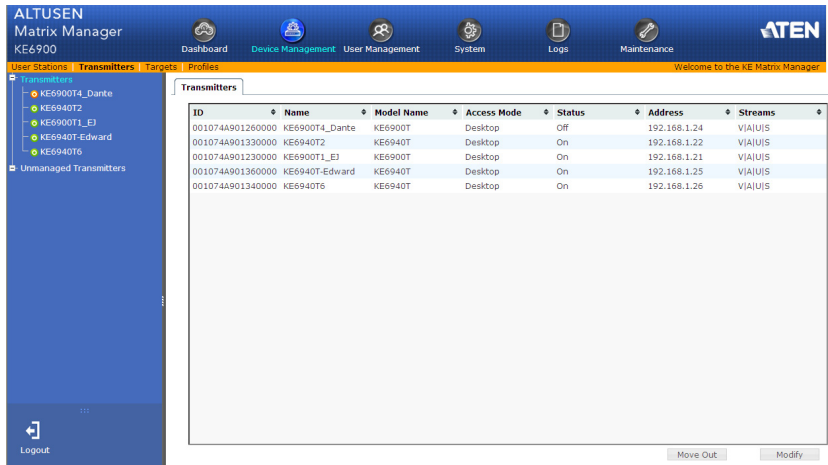 ALTUSEN
Matrix Manager
KE6900
Dashboard Device Management User Management System Logs Maintenance
ATEN
User Stations Transmitters Targets Profiles Welcome to the KE Matrix Manager
Transmitters
KE6900T4_Dante
KE6940T2
KE6900T1_EJ
KE6940T-Edward
KE6940T6
Unmanaged Transmitters
Logout
Transmitters
ID Name Model Name Access Mode Status Address Streams
001074A901260000 KE6900T4_Dante KE6900T Desktop Off 192.168.1.24 V|A|U|S
001074A901330000 KE6940T2 KE6940T Desktop On 192.168.1.22 V|A|U|S
001074A901230000 KE6900T1_EJ KE6900T Desktop On 192.168.1.21 V|A|U|S
001074A901360000 KE6940T-Edward KE6940T Desktop On 192.168.1.25 V|A|U|S
001074A901340000 KE6940T6 KE6940T Desktop On 192.168.1.26 V|A|U|S
Move Out Modify